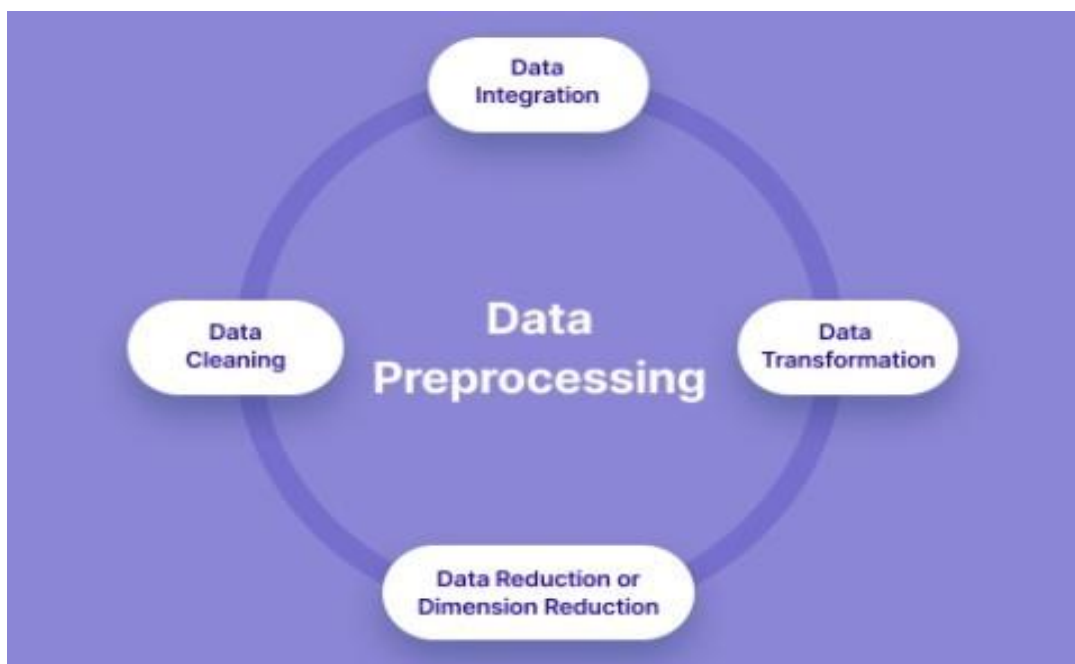 Data
Integration
Data
Cleaning
Data
Preprocessing
Data
Transformation
Data Reduction or
Dimension Reduction